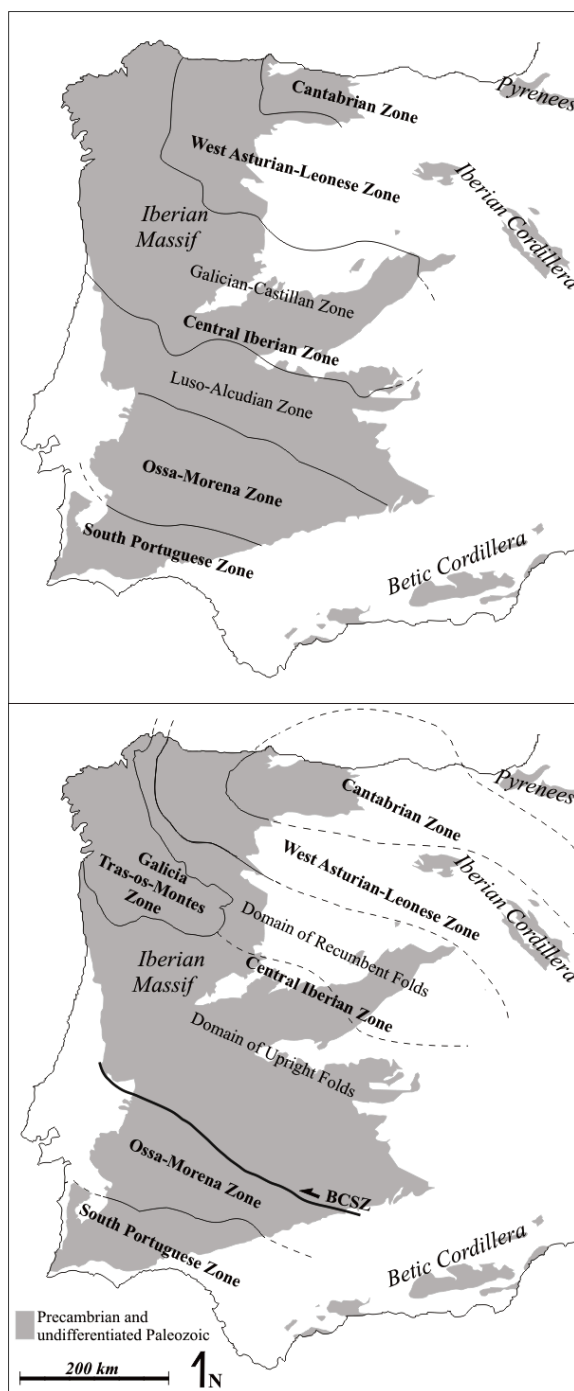 Cantabrian Zone
Pyrenees
West Asturian-Leonese Zone
Iberian
Massif
Iberian
Cordillera
Galician-Castillan Zone
Central Iberian Zone
Luso-Alcudian Zone
Ossa-Morena Zone
South Portuguese Zone
Betic Cordillera
Pyrenees
Cantabrian Zone
Galicia
Tras-os-Montes
Zone
West Asturian-Leonese Zone
Iberian Cordillera
Domain of Recumbent Folds
Iberian
Massif
Central Iberian Zone
Domain of Upright Folds
Ossa-Morena Zone
BCSZ
South Portuguese Zone
Betic Cordillera
Precambrian and
undifferentiated Paleozoic
200 km
N